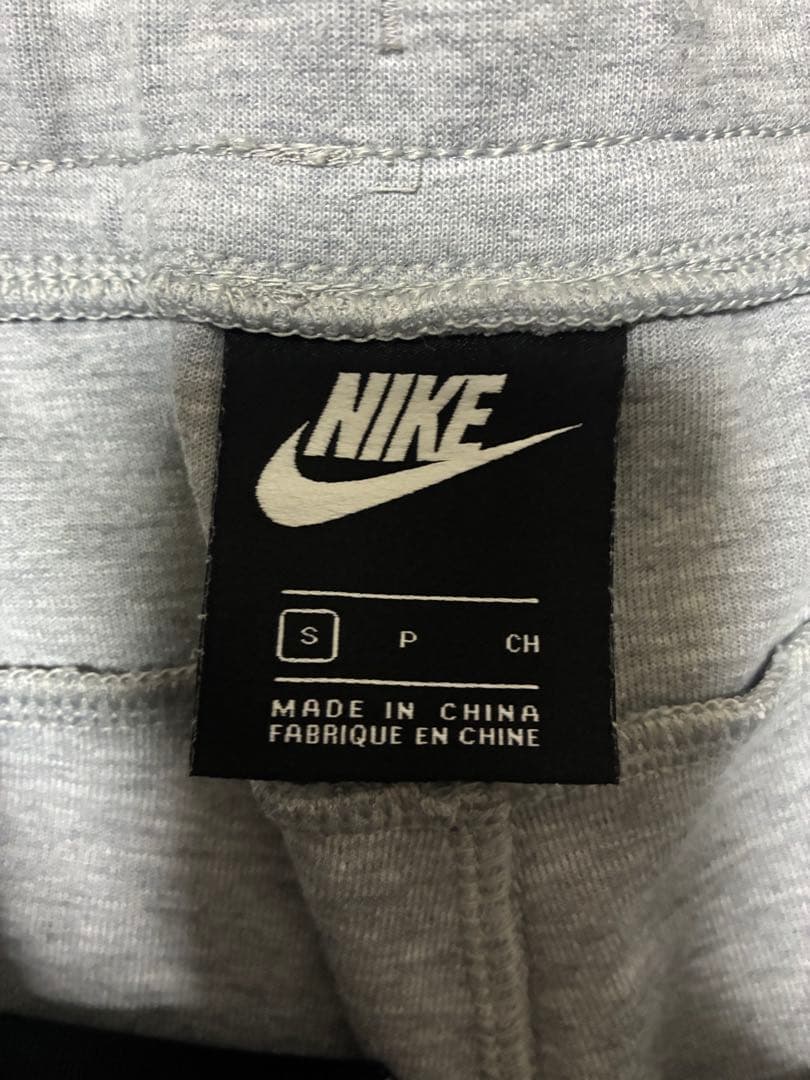 NIKE
S P CH
MADE IN CHINA
FABRIQUE EN CHINE